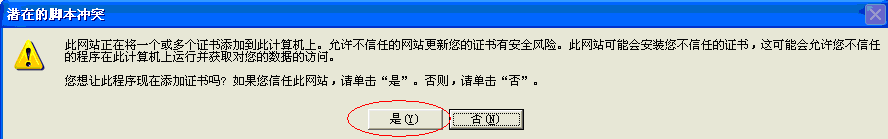 潜在的脚本冲突
此网站正在将一个或多个证书添加到此计算机上。允许不信任的网站更新您的证书有安全风险。此网站可能会安装您不信任的证书，这可能会允许您不信任
的程序在此计算机上运行并获取对您的数据的访问。
您想让此程序现在添加证书吗? 如果您信任此网站，请单击“是”。否则，请单击“否”。
是(Y) 否(N)